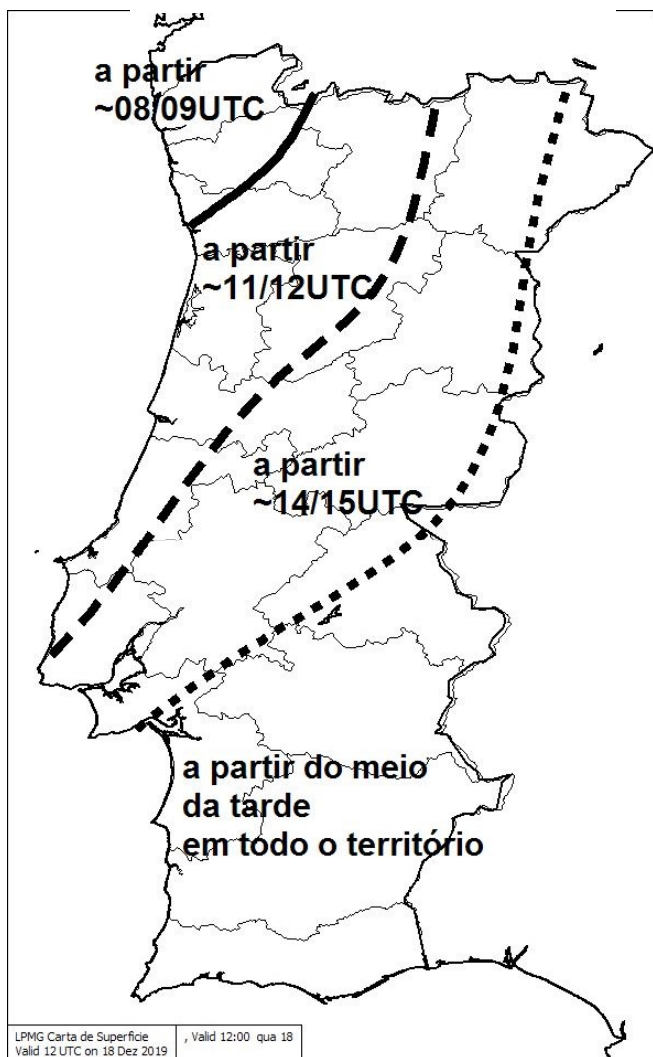 a partir
~08/09UTC
a partir
~11/12UTC
a partir
~14/15UTC
a partir do meio
da tarde
em todo o território
LPMG Carta de Superficie
Valid 12 UTC on 18 Dez 2019
, Valid 12:00 qua 18